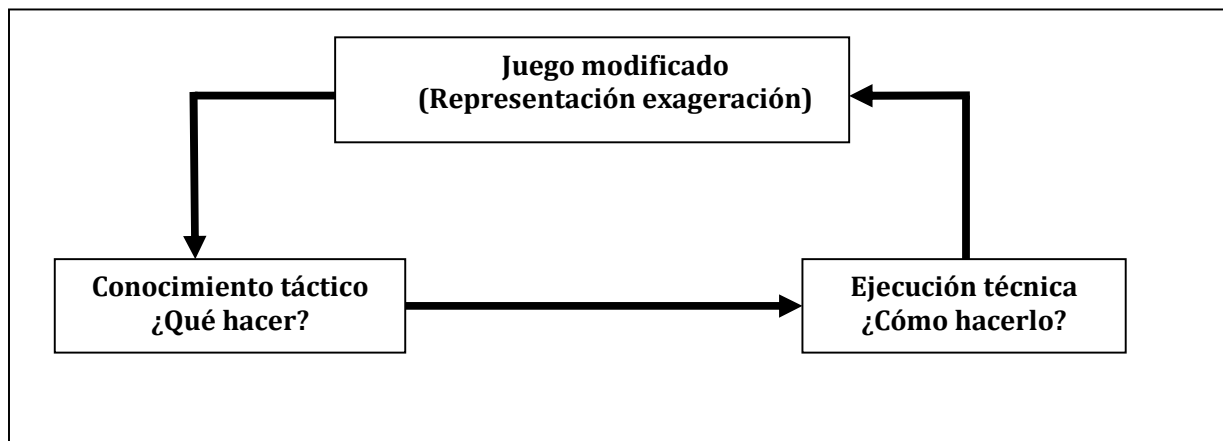 Juego modificado
(Representación exageración)
Conocimiento táctico
¿Qué hacer?
Ejecución técnica
¿Cómo hacerlo?